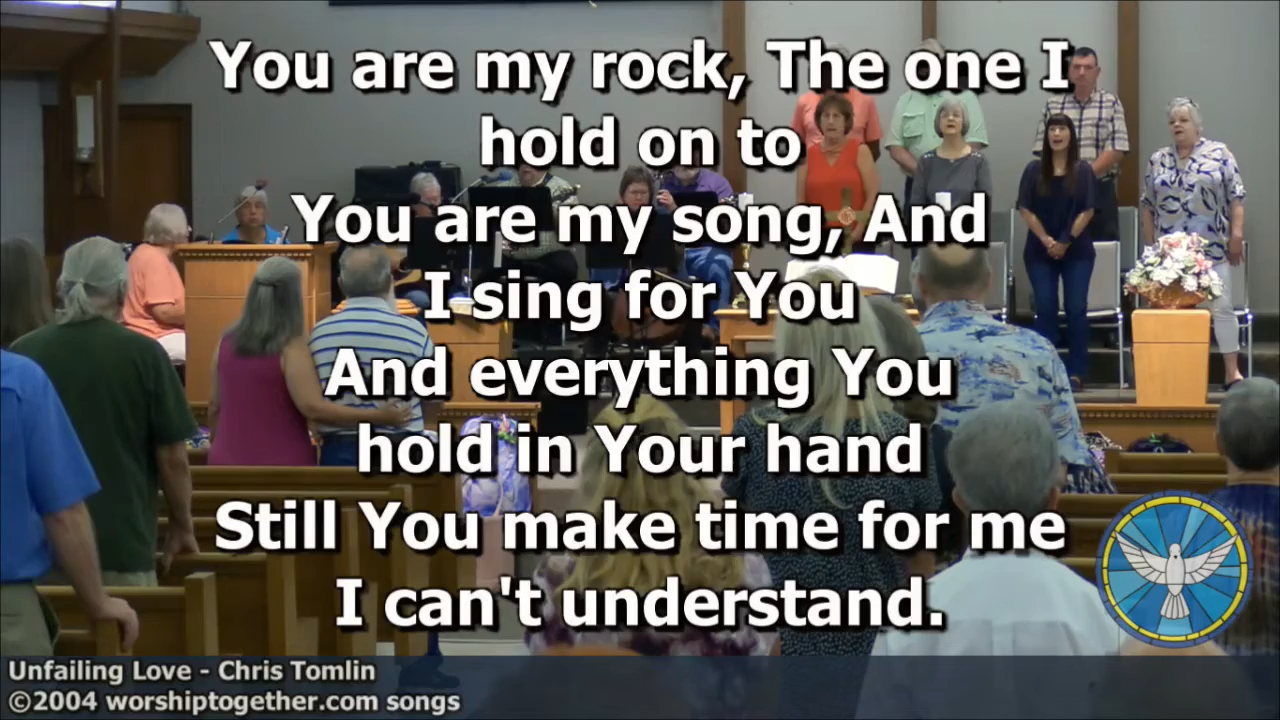 You are my rock, The one I
hold on to
You are my song, And
I sing for You
And everything You
hold in Your hand
Still You make time for me
I can't understand.
Unfailing Love - Chris Tomlin
©2004 worshiptogether.com songs